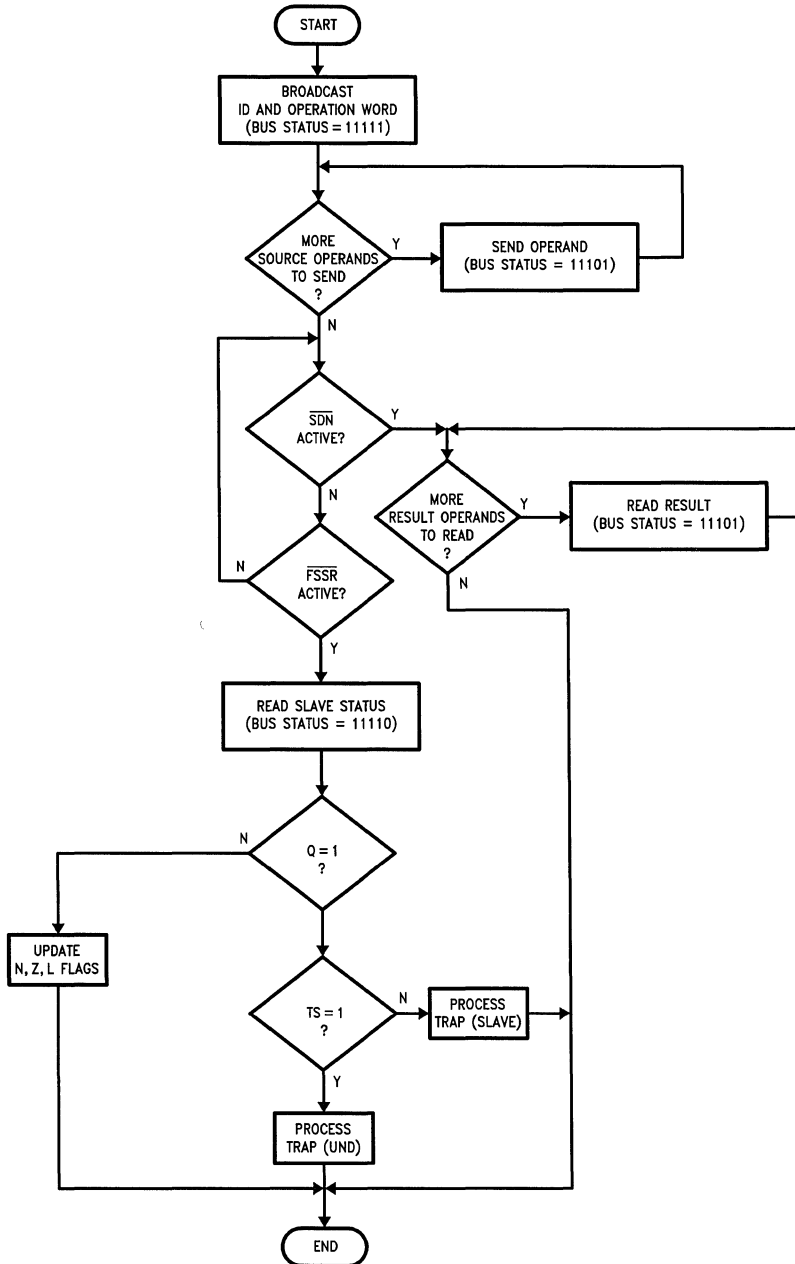 START
BROADCAST
ID AND OPERATION WORD
(BUS STATUS = 11111)
MORE
SOURCE OPERANDS
TO SEND
?
Y
SEND OPERAND
(BUS STATUS = 11101)
N
SDN
ACTIVE?
Y
N
MORE
RESULT OPERANDS
TO READ
?
Y
READ RESULT
(BUS STATUS = 11101)
N
FSSR
ACTIVE?
N
Y
READ SLAVE STATUS
(BUS STATUS = 11110)
Q = 1
?
N
UPDATE
N, Z, L FLAGS
TS = 1
?
N
PROCESS
TRAP (SLAVE)
Y
PROCESS
TRAP (UND)
END